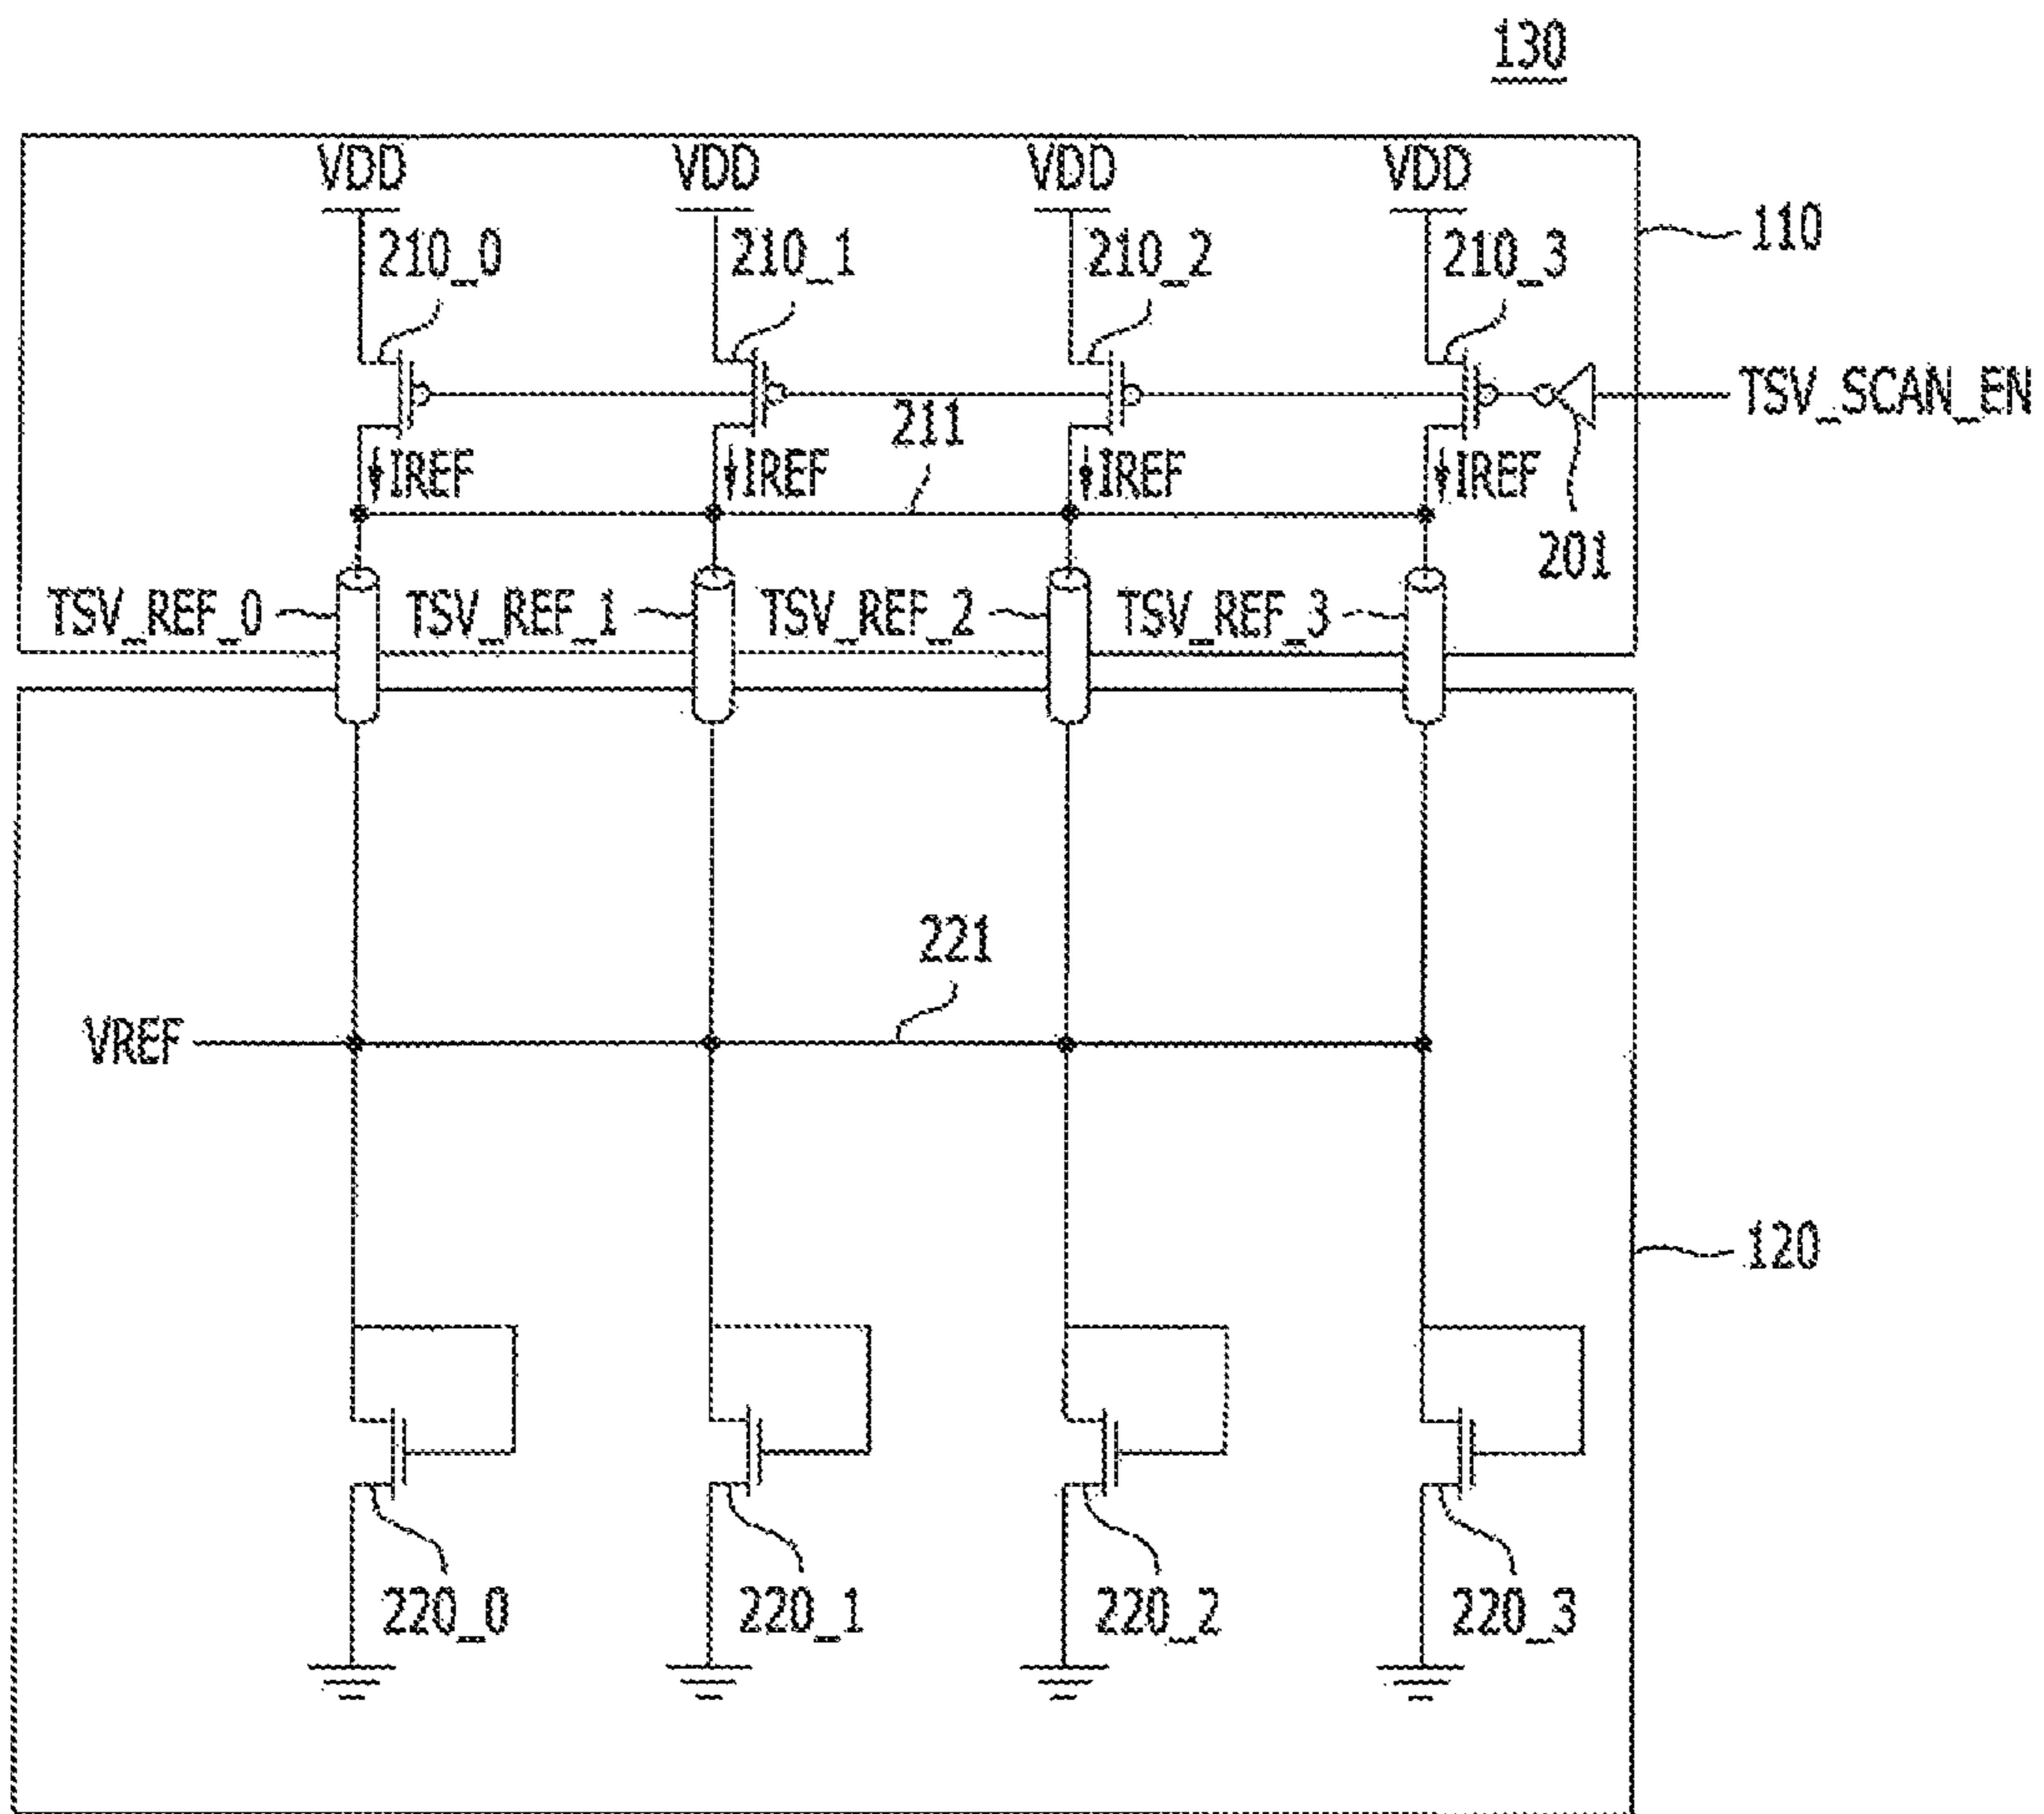 130
VDD VDD VDD VDD
110
210_0 210_1 210_2 210_3
TSV_SCAN_EN
211
IREF IREF IREF IREF
201
TSV_REF_0 TSV_REF_1 TSV_REF_2 TSV_REF_3
221
VREF
120
220_0 220_1 220_2 220_3